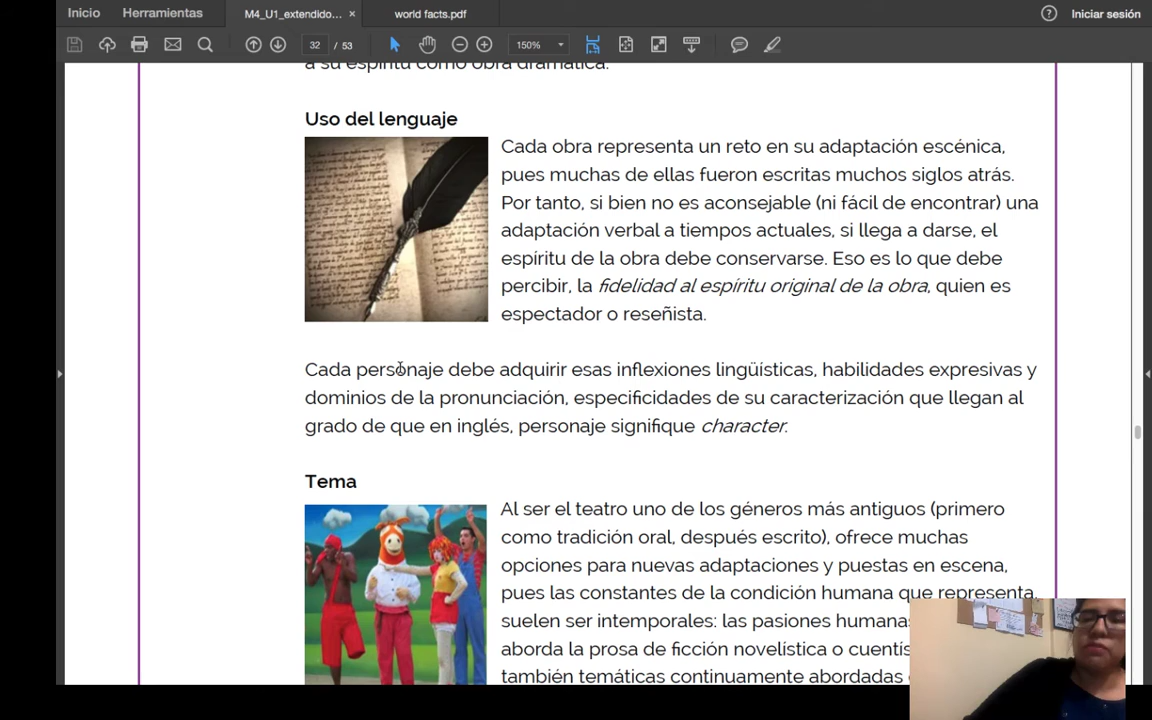 Inicio Herramientas M4_U1_extendido... × world facts.pdf Iniciar sesión
32 / 53 150%
a su espíritu como obra dramática.
Uso del lenguaje
Cada obra representa un reto en su adaptación escénica,
pues muchas de ellas fueron escritas muchos siglos atrás.
Por tanto, si bien no es aconsejable (ni fácil de encontrar) una
adaptación verbal a tiempos actuales, si llega a darse, el
espíritu de la obra debe conservarse. Eso es lo que debe
percibir, la fidelidad al espíritu original de la obra, quien es
espectador o reseñista.
Cada personaje debe adquirir esas inflexiones lingüísticas, habilidades expresivas y
dominios de la pronunciación, especificidades de su caracterización que llegan al
grado de que en inglés, personaje signifique character.
Tema
Al ser el teatro uno de los géneros más antiguos (primero
como tradición oral, después escrito), ofrece muchas
opciones para nuevas adaptaciones y puestas en escena,
pues las constantes de la condición humana que representa,
suelen ser intemporales: las pasiones humanas
aborda la prosa de ficción novelística o
también temáticas continuamente abordadas